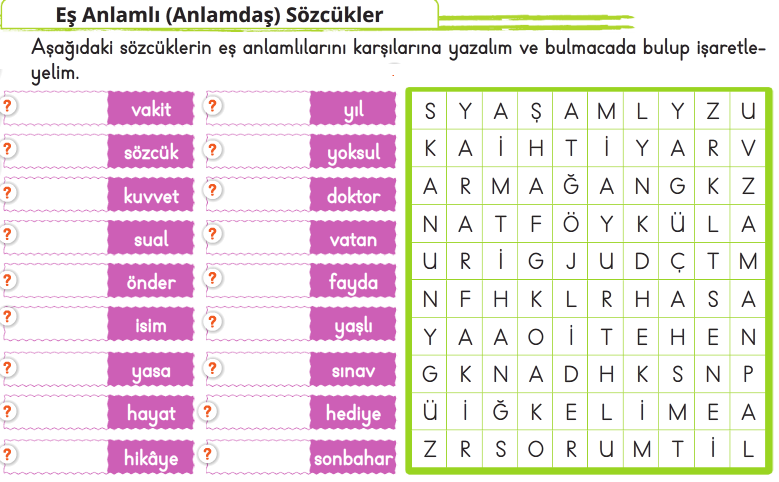 Eş Anlamlı (Anlamdaş) Sözcükler
Aşağıdaki sözcüklerin eş anlamlılarını karşılarına yazalım ve bulmacada bulup işaretle-
yelim.
? vakit ? yıl
? sözcük ? yoksul
? kuvvet ? doktor
? sual ? vatan
? önder ? fayda
? isim ? yaşlı
? yasa ? sınav
? hayat ? hediye
? hikâye ? sonbahar
S Y A Ş A M L Y Z U
K A İ H T İ Y A R V
A R M A Ğ A N G K Z
N A T F Ö Y K Ü L A
U R İ G J U D Ç T M
N F H K L R H A S A
Y A A O İ T E H E N
G K N A D H K S N P
Ü İ Ğ K E L İ M E A
Z R S O R U M T İ L